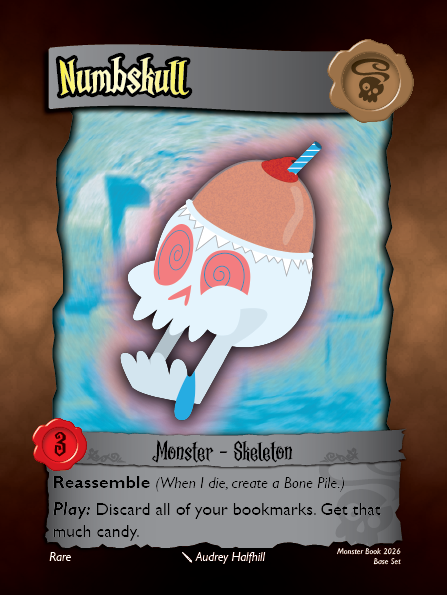 Numbskull
3
Monster - Skeleton
Reassemble (When I die, create a Bone Pile.)
Play: Discard all of your bookmarks. Get that
much candy.
Rare
Audrey Halfhill
Monster Book 2026
Base Set